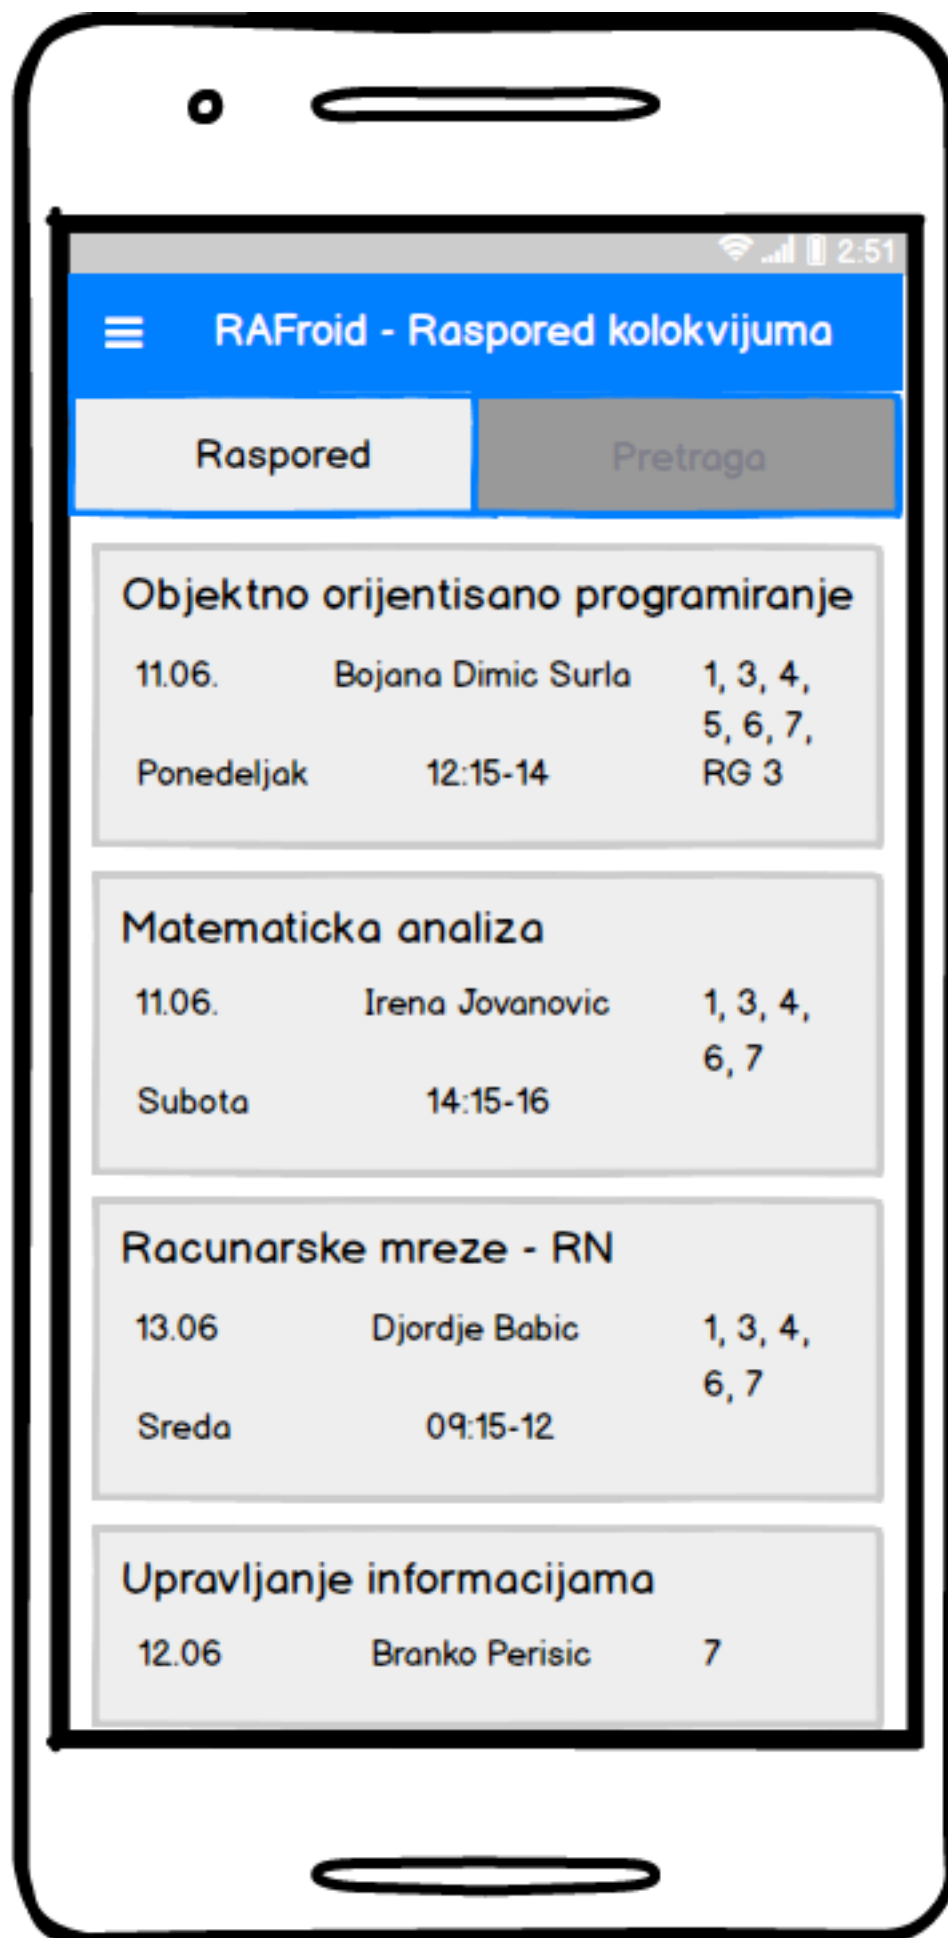 2:51
RAFroid - Raspored kolokvijuma
Raspored Pretraga
Objektno orijentisano programiranje
11.06. Bojana Dimic Surla 1, 3, 4,
5, 6, 7,
Ponedeljak 12:15-14 RG 3
Matematicka analiza
11.06. Irena Jovanovic 1, 3, 4,
6, 7
Subota 14:15-16
Racunarske mreze - RN
13.06 Djordje Babic 1, 3, 4,
6, 7
Sreda 09:15-12
Upravljanje informacijama
12.06 Branko Perisic 7